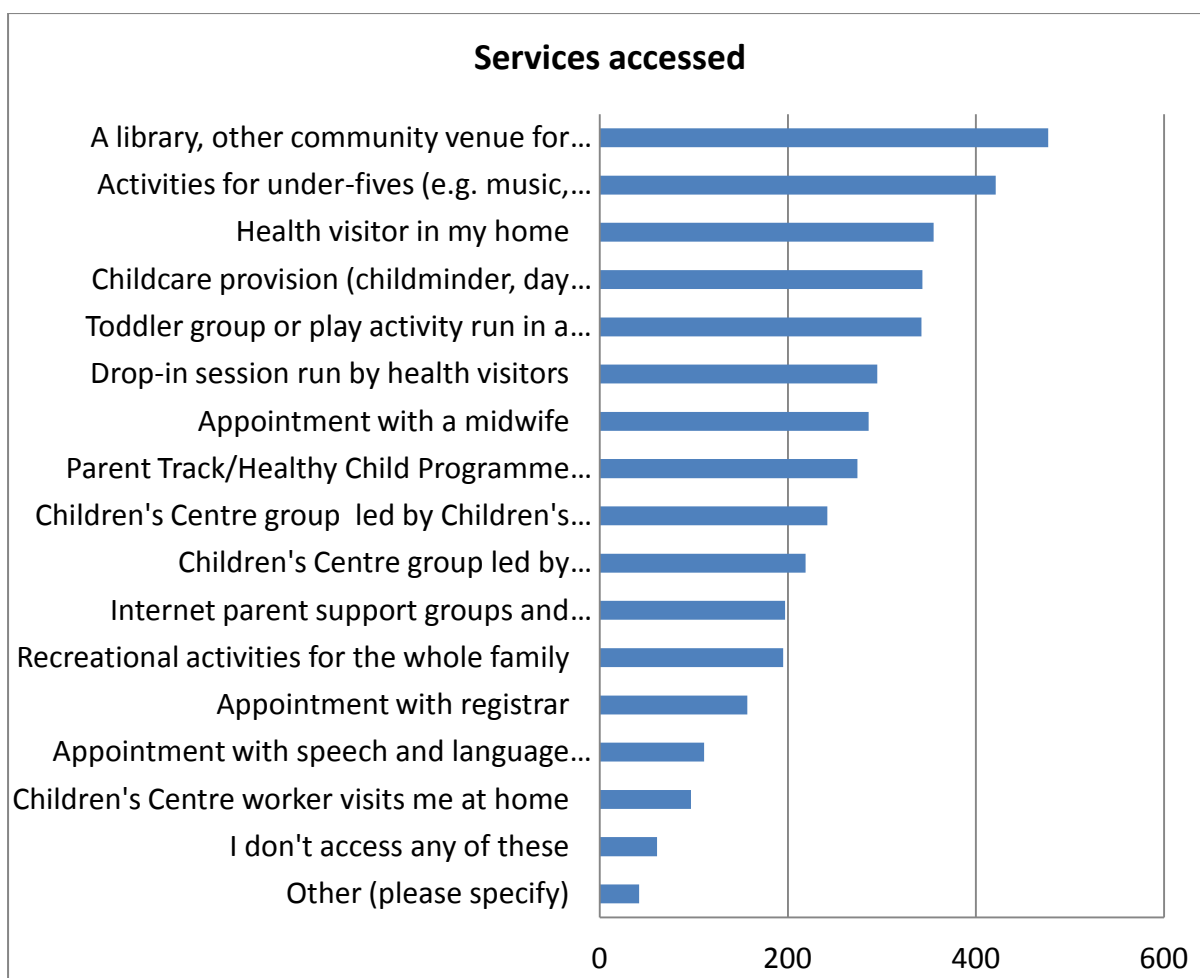 Services accessed
A library, other community venue for...
Activities for under-fives (e.g. music,...
Health visitor in my home
Childcare provision (childminder, day...
Toddler group or play activity run in a...
Drop-in session run by health visitors
Appointment with a midwife
Parent Track/Healthy Child Programme...
Children's Centre group  led by Children's...
Children's Centre group led by...
Internet parent support groups and...
Recreational activities for the whole family
Appointment with registrar
Appointment with speech and language...
Children's Centre worker visits me at home
I don't access any of these
Other (please specify)
0 200 400 600